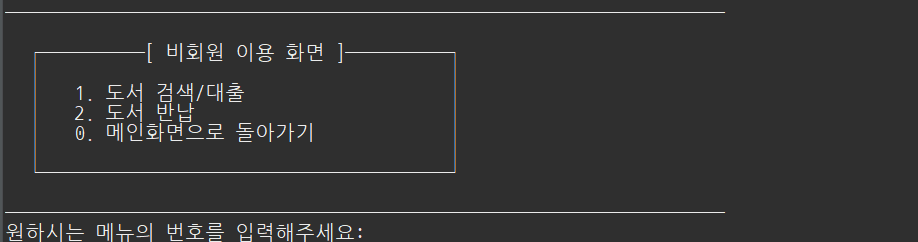 [ 비회원 이용 화면 ]
1. 도서 검색/대출
2. 도서 반납
0. 메인화면으로 돌아가기
원하시는 메뉴의 번호를 입력해주세요: